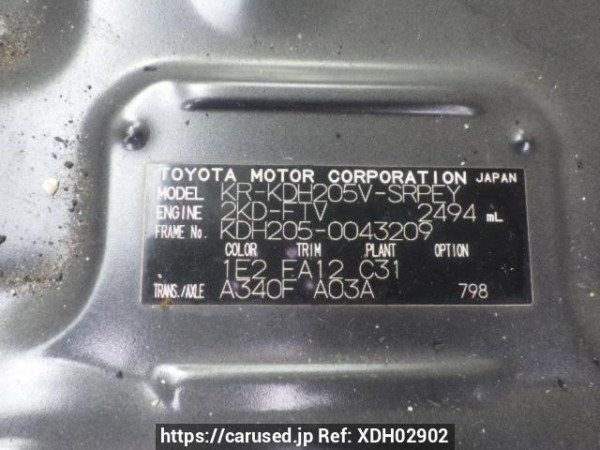 TOYOTA MOTOR CORPORATION JAPAN
MODEL KR-KDH205V-SRPEY
ENGINE 2KD-FTV 2494 mL
FRAME No. KDH205-0043209
COLOR TRIM PLANT OPTION
1E2 FA12 C31
TRANS./AXLE A340F A03A 798
https://carused.jp Ref: XDH02902